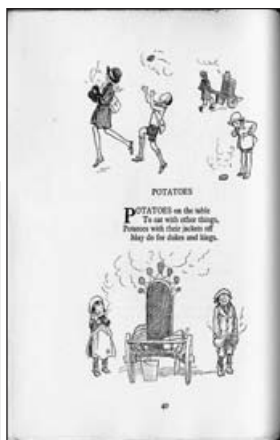 POTATOES
POTATOES on the table
To eat with other things,
Potatoes with their jackets off
May do for dukes and kings.
40